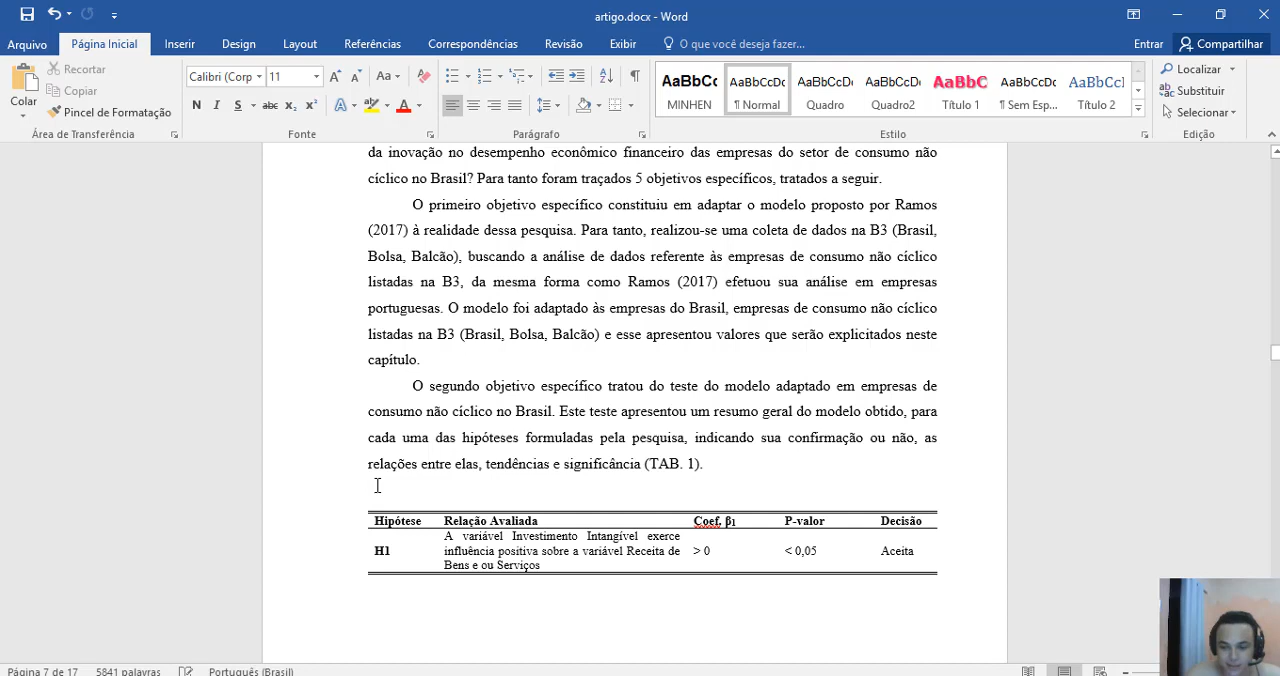 artigo.docx - Word
Arquivo Página Inicial Inserir Design Layout Referências Correspondências Revisão Exibir O que você deseja fazer... Entrar Compartilhar
Colar
Recortar
Copiar
Pincel de Formatação
Área de Transferência
Calibri (Corp 11
N I S abc x₂ x²
Fonte
Parágrafo
AaBbCc AaBbCcDc AaBbCcDc AaBbCcDc AaBbC AaBbCcDc AaBbCcI
MINHEN ¶ Normal Quadro Quadro2 Título 1 ¶ Sem Esp... Título 2
Estilo
Localizar
Substituir
Selecionar
Edição
da inovação no desempenho econômico financeiro das empresas do setor de consumo não
cíclico no Brasil? Para tanto foram traçados 5 objetivos específicos, tratados a seguir.
O primeiro objetivo específico constituiu em adaptar o modelo proposto por Ramos
(2017) à realidade dessa pesquisa. Para tanto, realizou-se uma coleta de dados na B3 (Brasil,
Bolsa, Balcão), buscando a análise de dados referente às empresas de consumo não cíclico
listadas na B3, da mesma forma como Ramos (2017) efetuou sua análise em empresas
portuguesas. O modelo foi adaptado às empresas do Brasil, empresas de consumo não cíclico
listadas na B3 (Brasil, Bolsa, Balcão) e esse apresentou valores que serão explicitados neste
capítulo.
O segundo objetivo específico tratou do teste do modelo adaptado em empresas de
consumo não cíclico no Brasil. Este teste apresentou um resumo geral do modelo obtido, para
cada uma das hipóteses formuladas pela pesquisa, indicando sua confirmação ou não, as
relações entre elas, tendências e significância (TAB. 1).
Hipótese Relação Avaliada Coef. β1 P-valor Decisão
A variável Investimento Intangível exerce
H1 influência positiva sobre a variável Receita de > 0 < 0,05 Aceita
Bens e ou Serviços
Página 7 de 17 5841 palavras Português (Brasil)